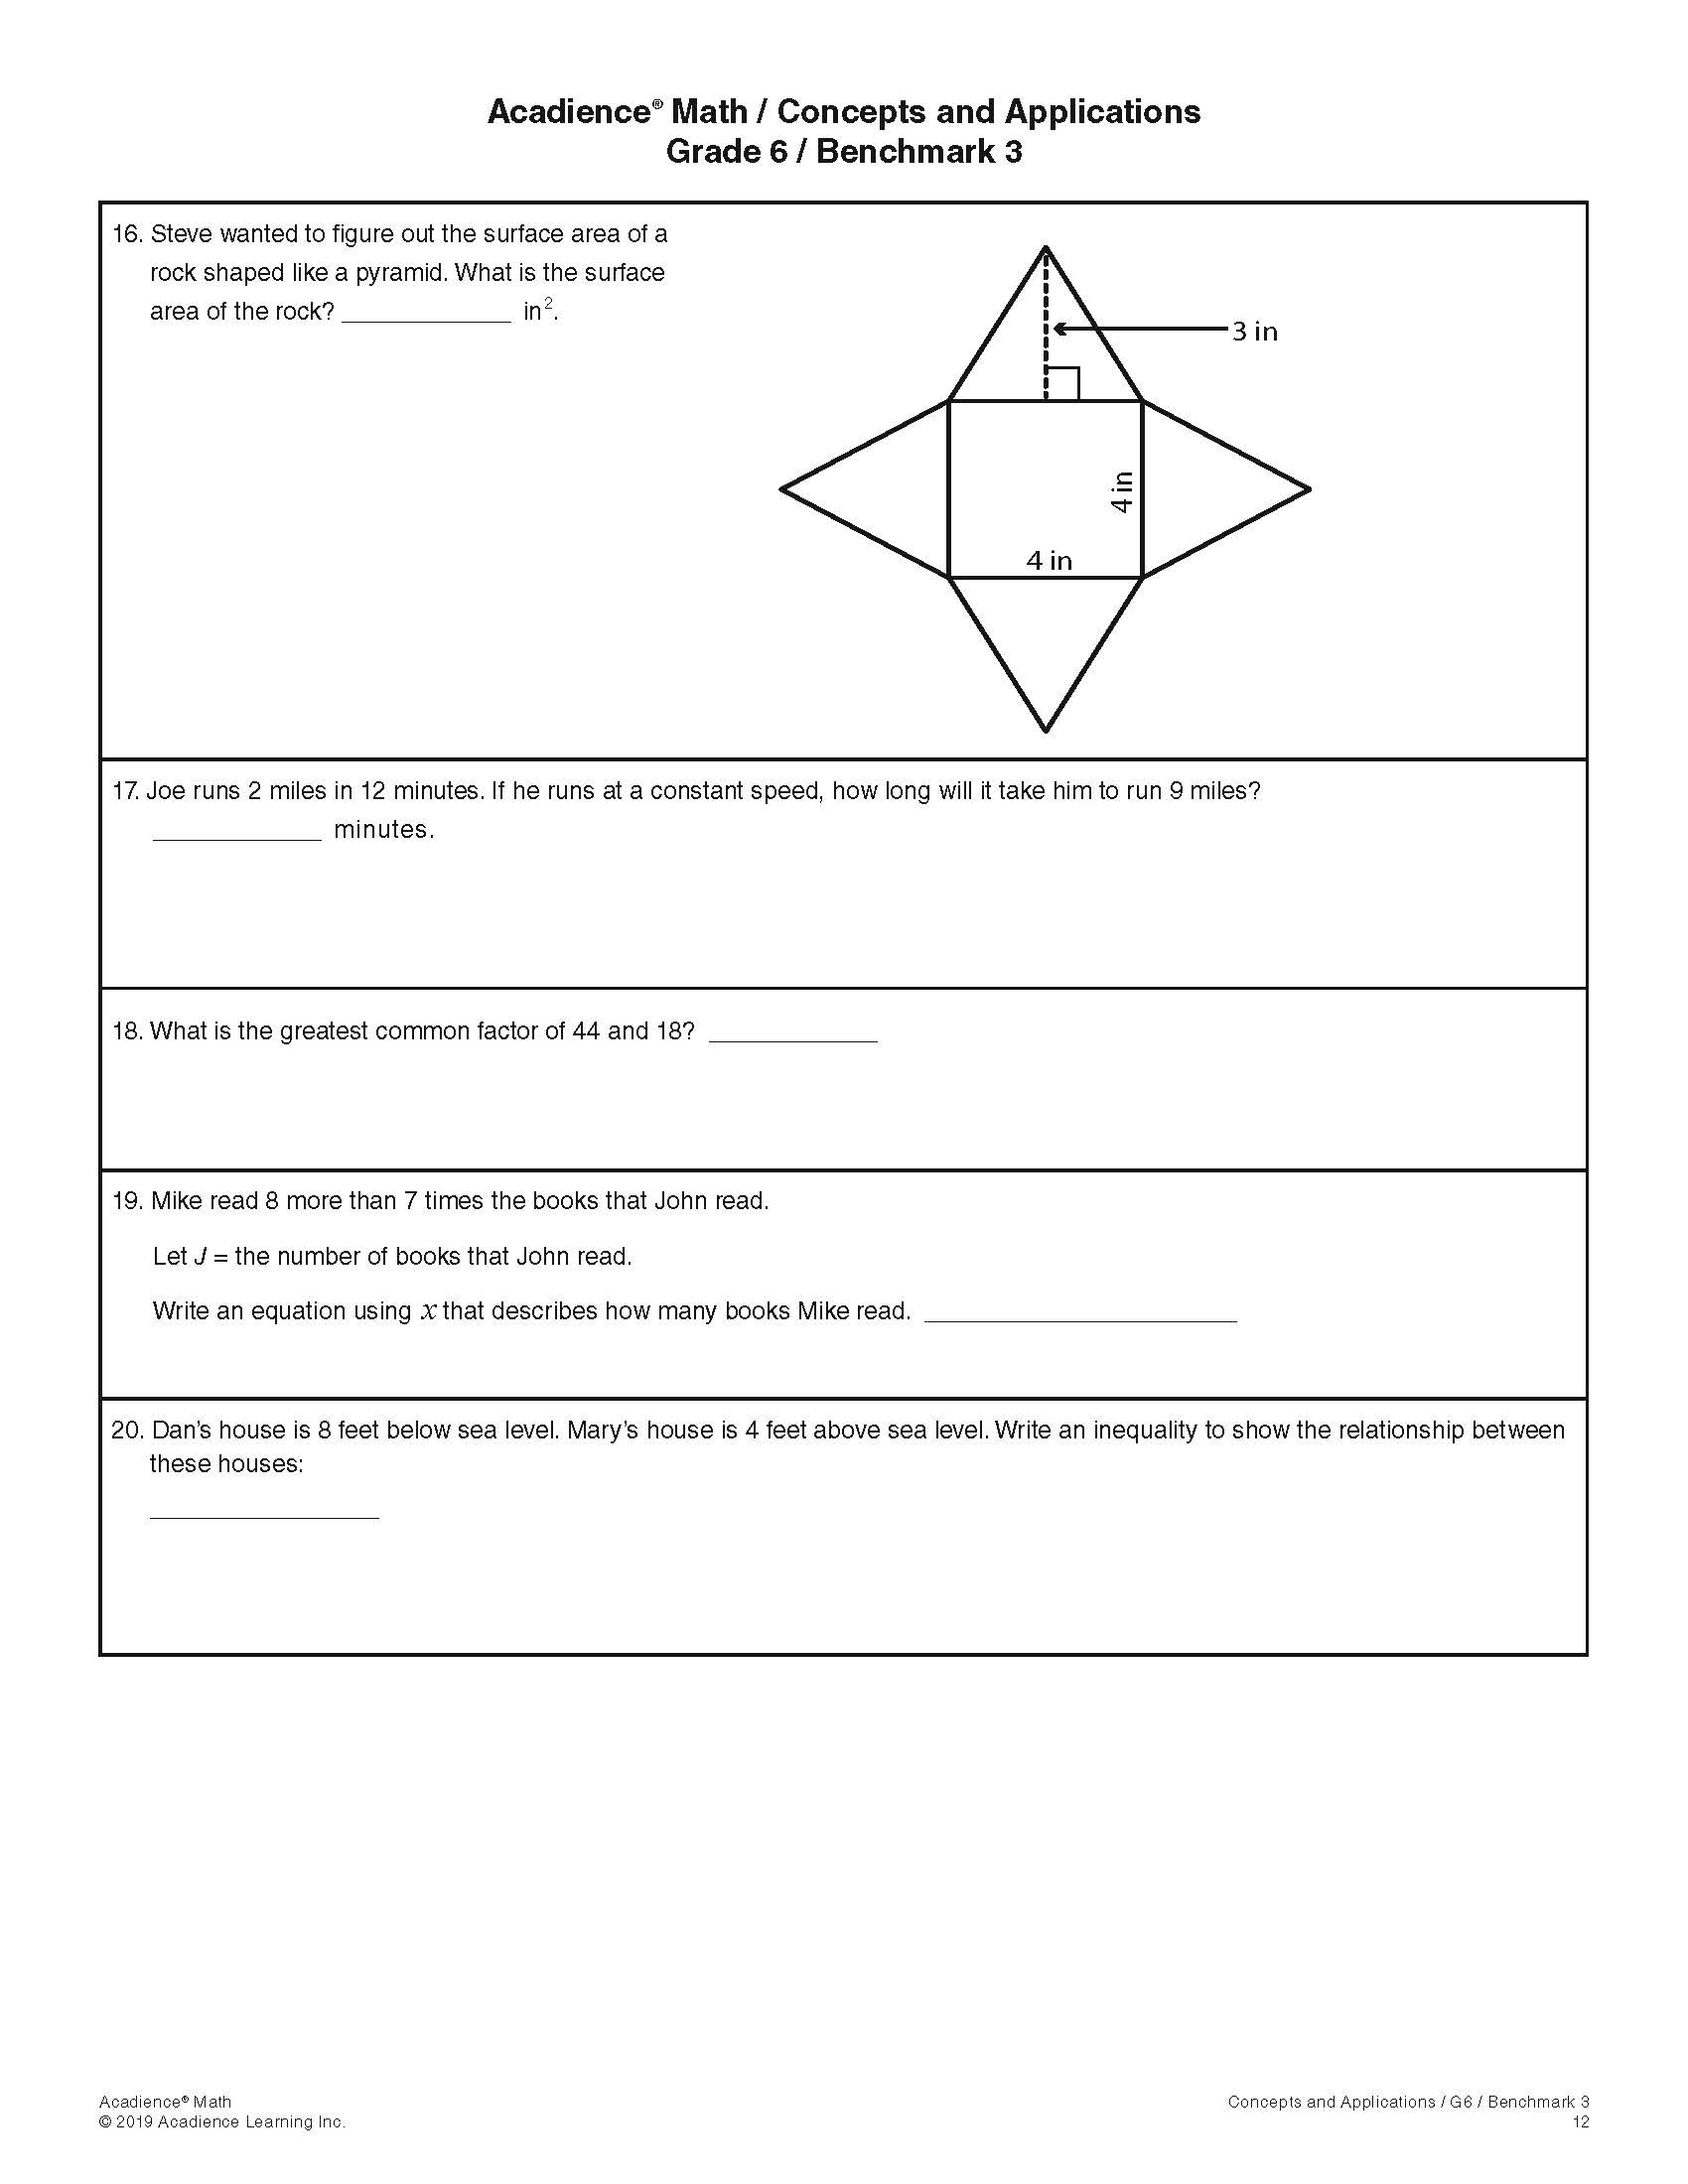 Acadience® Math / Concepts and Applications
Grade 6 / Benchmark 3
16. Steve wanted to figure out the surface area of a
rock shaped like a pyramid. What is the surface
area of the rock? ____________ in².
3 in
4 in
4 in
17. Joe runs 2 miles in 12 minutes. If he runs at a constant speed, how long will it take him to run 9 miles?
____________ minutes.
18. What is the greatest common factor of 44 and 18? ____________
19. Mike read 8 more than 7 times the books that John read.
Let J = the number of books that John read.
Write an equation using x that describes how many books Mike read. ______________________
20. Dan's house is 8 feet below sea level. Mary's house is 4 feet above sea level. Write an inequality to show the relationship between
these houses:
________________
Acadience® Math
© 2019 Acadience Learning Inc.
Concepts and Applications / G6 / Benchmark 3
12